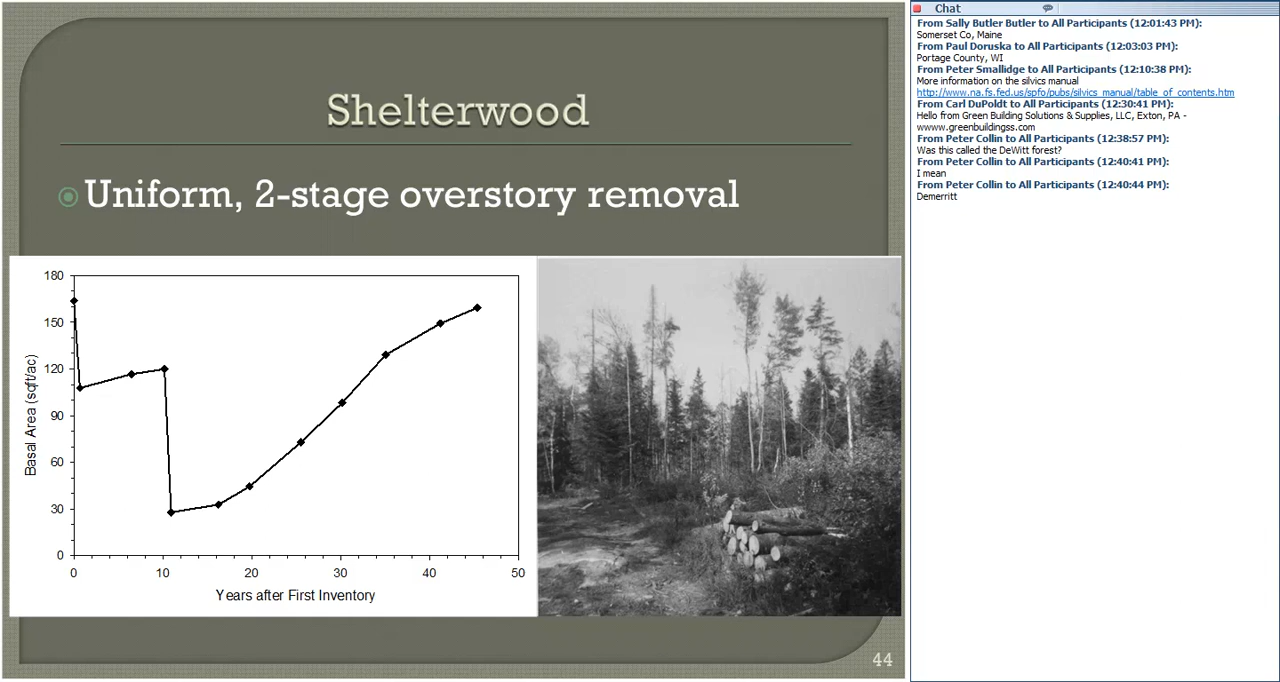 Shelterwood
Uniform, 2-stage overstory removal
180
150
120
90
60
30
0
Basal Area (sqft/ac)
0 10 20 30 40 50
Years after First Inventory
44
Chat
From Sally Butler Butler to All Participants (12:01:43 PM):
Somerset Co, Maine
From Paul Doruska to All Participants (12:03:03 PM):
Portage County, WI
From Peter Smallidge to All Participants (12:10:38 PM):
More information on the silvics manual
http://www.na.fs.fed.us/spfo/pubs/silvics_manual/table_of_contents.htm
From Carl DuPoldt to All Participants (12:30:41 PM):
Hello from Green Building Solutions & Supplies, LLC, Exton, PA -
wwww.greenbuildingss.com
From Peter Collin to All Participants (12:38:57 PM):
Was this called the DeWitt forest?
From Peter Collin to All Participants (12:40:41 PM):
I mean
From Peter Collin to All Participants (12:40:44 PM):
Demerritt